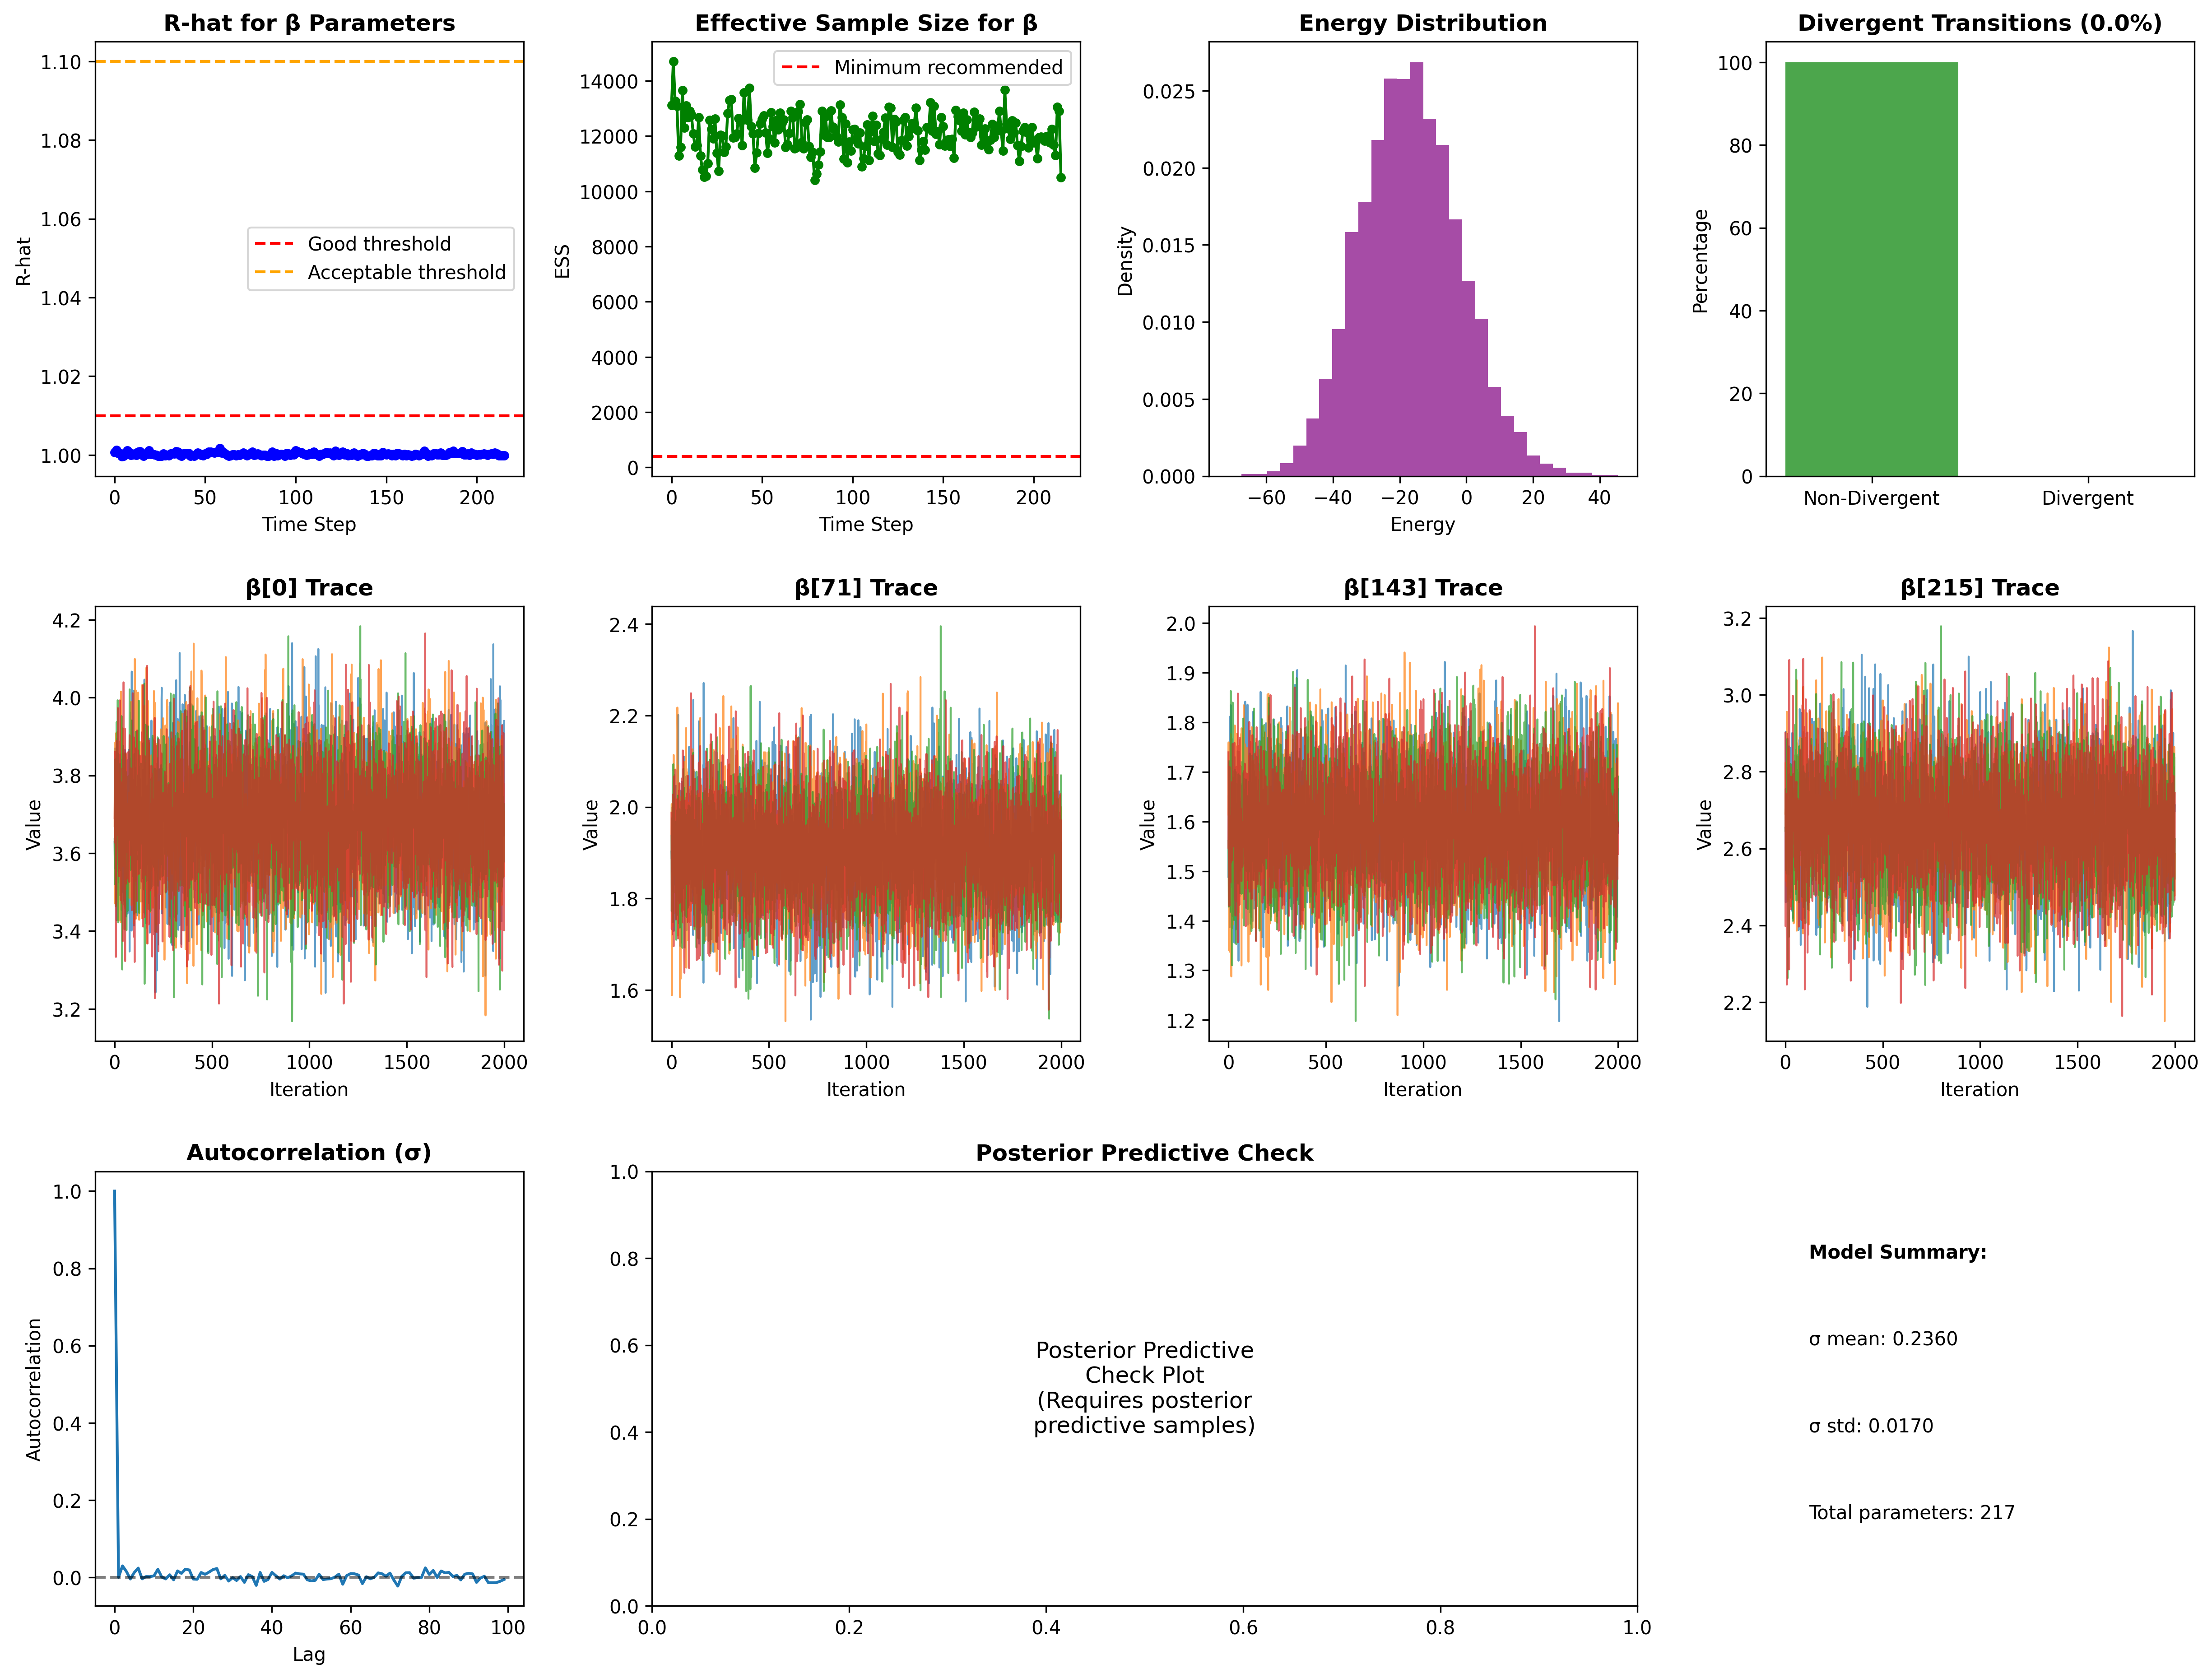 R-hat for β Parameters
1.10
1.08
1.06
1.04
1.02
1.00
R-hat
Good threshold
Acceptable threshold
0 50 100 150 200
Time Step
Effective Sample Size for β
14000
12000
10000
8000
6000
4000
2000
0
ESS
Minimum recommended
0 50 100 150 200
Time Step
Energy Distribution
0.025
0.020
0.015
0.010
0.005
0.000
Density
−60 −40 −20 0 20 40
Energy
Divergent Transitions (0.0%)
100
80
60
40
20
0
Percentage
Non-Divergent Divergent
β[0] Trace
4.2
4.0
3.8
3.6
3.4
3.2
Value
0 500 1000 1500 2000
Iteration
β[71] Trace
2.4
2.2
2.0
1.8
1.6
Value
0 500 1000 1500 2000
Iteration
β[143] Trace
2.0
1.9
1.8
1.7
1.6
1.5
1.4
1.3
1.2
Value
0 500 1000 1500 2000
Iteration
β[215] Trace
3.2
3.0
2.8
2.6
2.4
2.2
Value
0 500 1000 1500 2000
Iteration
Autocorrelation (σ)
1.0
0.8
0.6
0.4
0.2
0.0
Autocorrelation
0 20 40 60 80 100
Lag
Posterior Predictive Check
1.0
0.8
0.6
0.4
0.2
0.0
Posterior Predictive
Check Plot
(Requires posterior
predictive samples)
0.0 0.2 0.4 0.6 0.8 1.0
Model Summary:
σ mean: 0.2360
σ std: 0.0170
Total parameters: 217